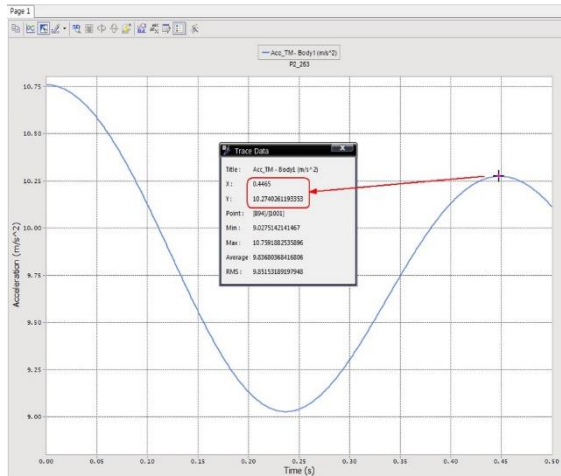 Page 1
Acc_TM - Body1 (m/s^2)
P2_263
10.75
10.50
10.25
10.00
9.75
9.50
9.25
9.00
Acceleration (m/s^2)
Trace Data
X
Title : Acc_TM - Body1 (m/s^2)
X : 0.4465
Y : 10.2740261193353
Point : [894]/[1001]
Min : 9.0275142141467
Max : 10.7591882535896
Average : 9.83680368416806
RMS : 9.85153189197948
0.00 0.05 0.10 0.15 0.20 0.25 0.30 0.35 0.40 0.45 0.50
Time (s)